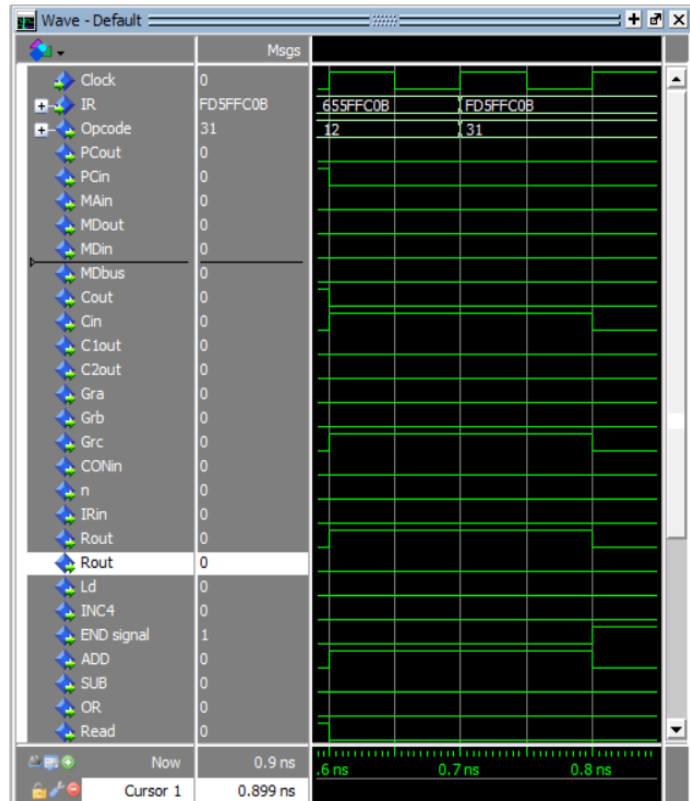 Wave - Default
Msgs
Clock 0
IR FD5FFC0B 655FFC0B FD5FFC0B
Opcode 31 12 31
PCout 0
PCin 0
MAin 0
MDout 0
MDin 0
MDbus 0
Cout 0
Cin 0
C1out 0
C2out 0
Gra 0
Grb 0
Grc 0
CONin 0
n 0
IRin 0
Rout 0
Rout 0
Ld 0
INC4 0
END signal 1
ADD 0
SUB 0
OR 0
Read 0
Now 0.9 ns .6 ns 0.7 ns 0.8 ns
Cursor 1 0.899 ns